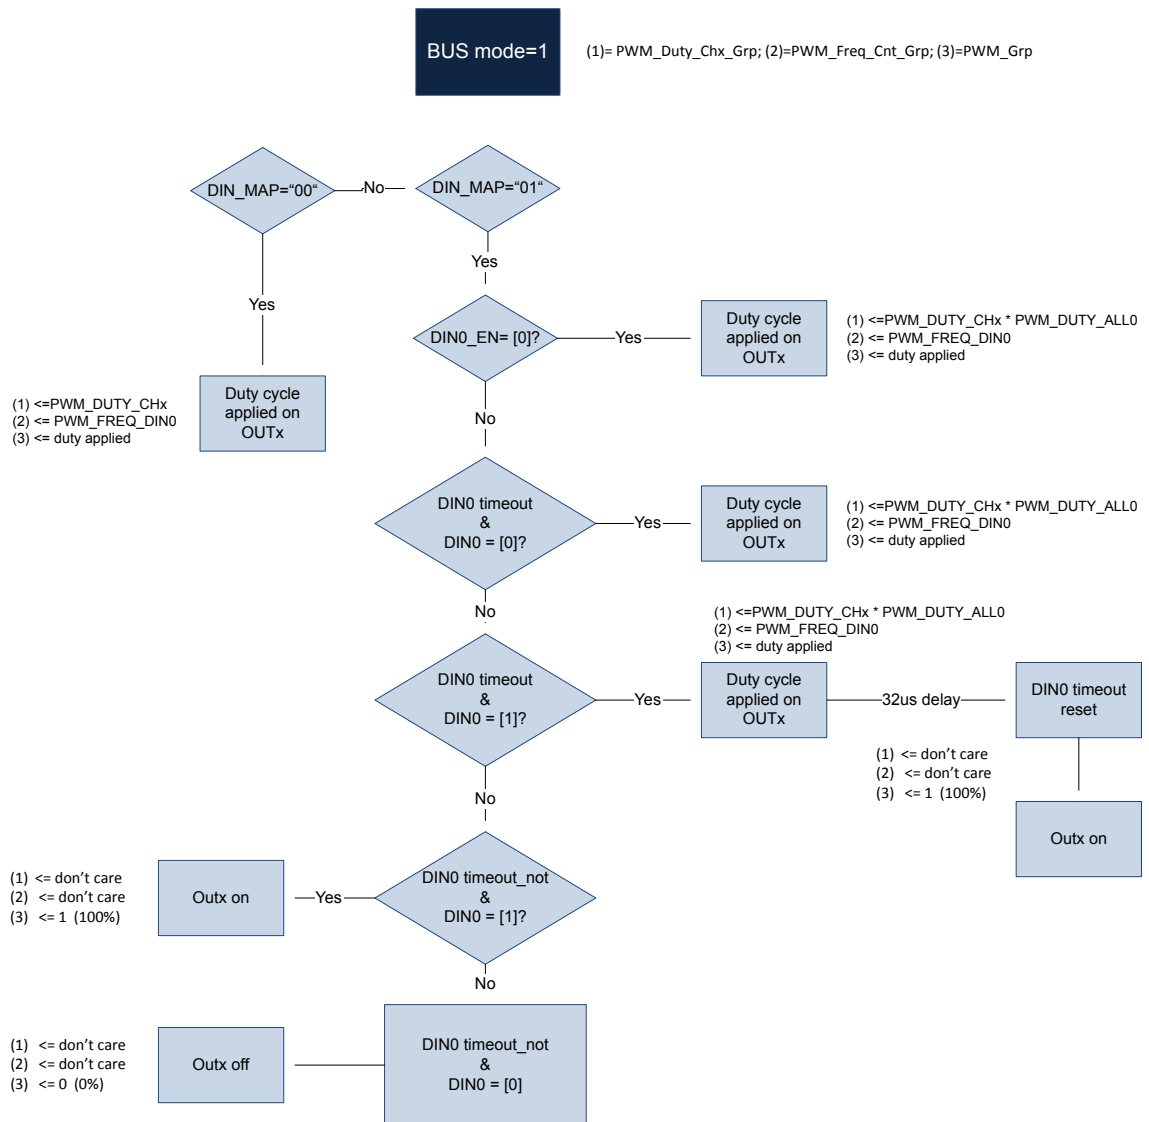 BUS mode=1
(1)= PWM_Duty_Chx_Grp; (2)=PWM_Freq_Cnt_Grp; (3)=PWM_Grp
DIN_MAP=“00“
No
DIN_MAP=“01“
Yes
Yes
DIN0_EN= [0]?
Yes
Duty cycle
applied on
OUTx
(1) <=PWM_DUTY_CHx * PWM_DUTY_ALL0
(2) <= PWM_FREQ_DIN0
(3) <= duty applied
(1) <=PWM_DUTY_CHx
(2) <= PWM_FREQ_DIN0
(3) <= duty applied
Duty cycle
applied on
OUTx
No
DIN0 timeout
&
DIN0 = [0]?
Yes
Duty cycle
applied on
OUTx
(1) <=PWM_DUTY_CHx * PWM_DUTY_ALL0
(2) <= PWM_FREQ_DIN0
(3) <= duty applied
No
(1) <=PWM_DUTY_CHx * PWM_DUTY_ALL0
(2) <= PWM_FREQ_DIN0
(3) <= duty applied
DIN0 timeout
&
DIN0 = [1]?
Yes
Duty cycle
applied on
OUTx
32us delay
DIN0 timeout
reset
(1) <= don’t care
(2) <= don’t care
(3) <= 1 (100%)
Outx on
No
(1) <= don’t care
(2) <= don’t care
(3) <= 1 (100%)
Outx on
Yes
DIN0 timeout_not
&
DIN0 = [1]?
No
(1) <= don’t care
(2) <= don’t care
(3) <= 0 (0%)
Outx off
DIN0 timeout_not
&
DIN0 = [0]